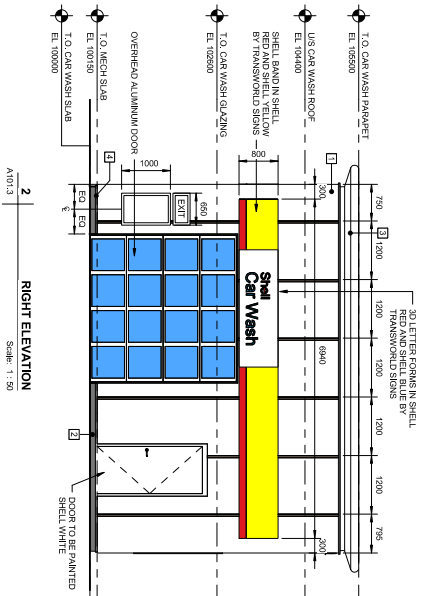 T.O. CAR WASH PARAPET
EL 105500
U/S CAR WASH ROOF
EL 104400
SHELL BAND IN SHELL
RED AND SHELL YELLOW
BY TRANSWORLD SIGNS
T.O. CAR WASH GLAZING
EL 102600
OVERHEAD ALUMINUM DOOR
T.O. MECH SLAB
EL 100150
T.O. CAR WASH SLAB
EL 100000
3D LETTER FORMS IN SHELL
RED AND SHELL BLUE BY
TRANSWORLD SIGNS
750
1200
1200
1200
1200
1200
795
3
1
300
6940
300
800
Shell
Car Wash
650
EXIT
1000
4
EQ
℄
EQ
2
DOOR TO BE PAINTED
SHELL WHITE
2
A101.3
RIGHT ELEVATION
Scale: 1 : 50